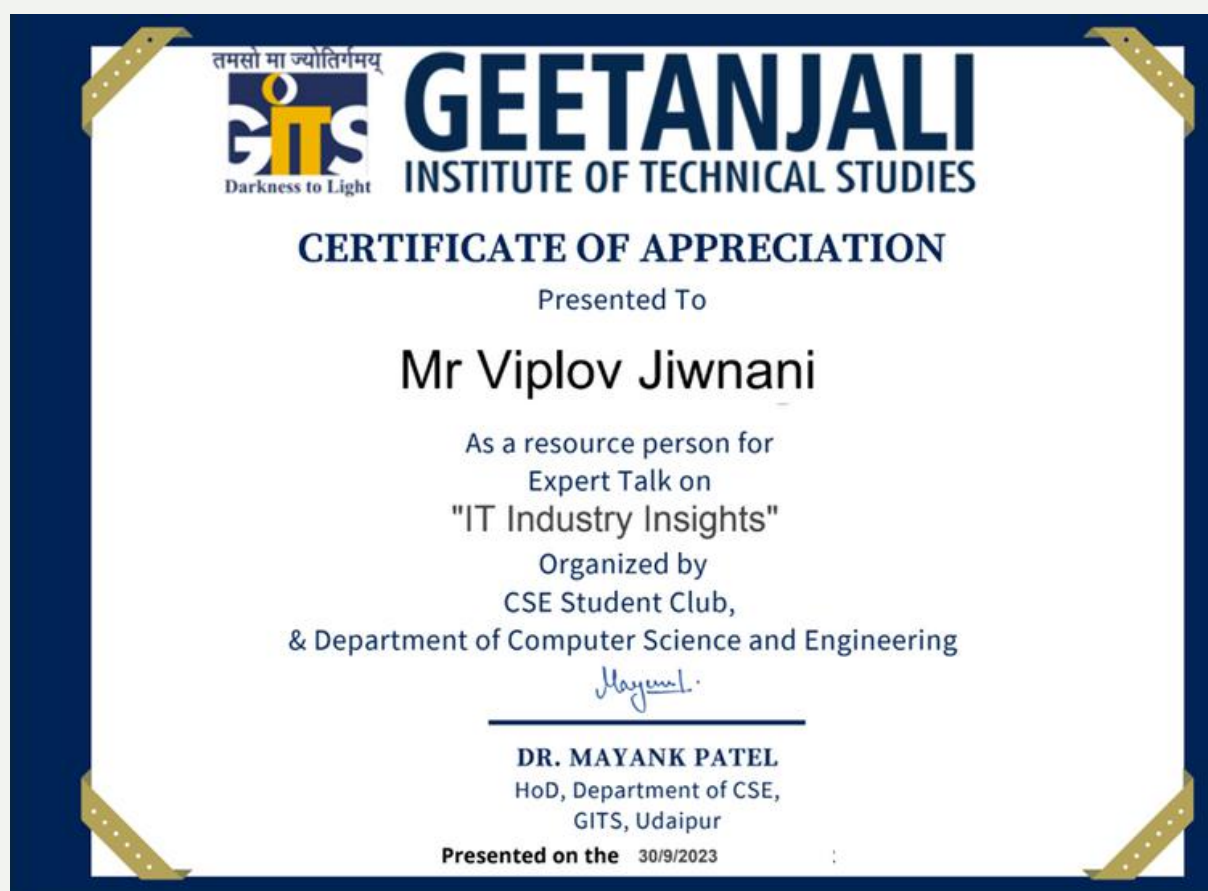 तमसो मा ज्योतिर्गमय्
GITS
Darkness to Light
GEETANJALI
INSTITUTE OF TECHNICAL STUDIES
CERTIFICATE OF APPRECIATION
Presented To
Mr Viplov Jiwnani
As a resource person for
Expert Talk on
"IT Industry Insights"
Organized by
CSE Student Club,
& Department of Computer Science and Engineering
DR. MAYANK PATEL
HoD, Department of CSE,
GITS, Udaipur
Presented on the 30/9/2023 :